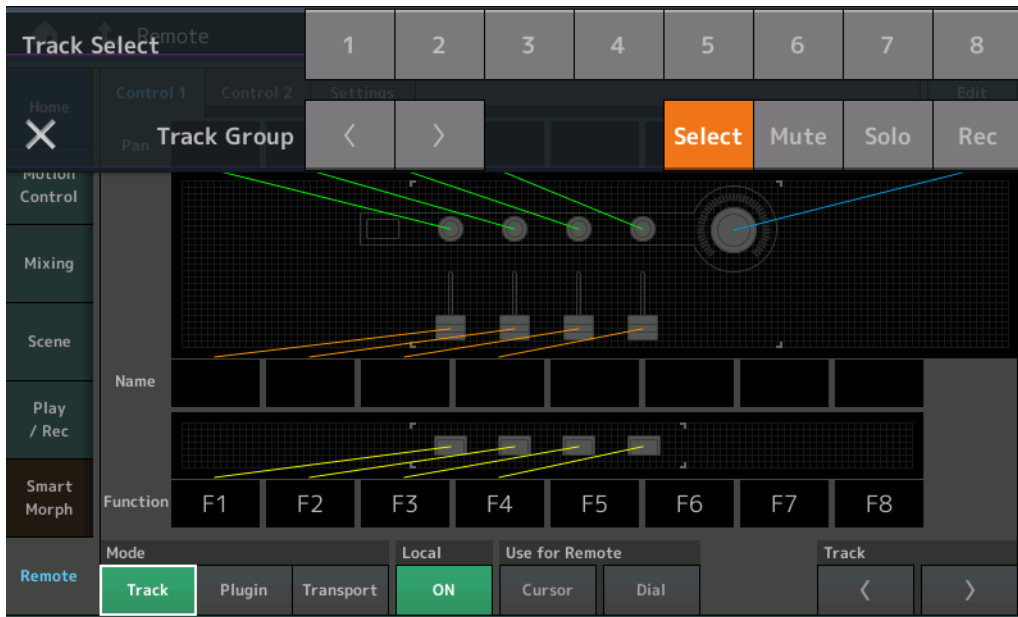 Track Select
Remote
1 2 3 4 5 6 7 8
Home
Control 1 Control 2 Settings Edit
Pan
Track Group
Select Mute Solo Rec
Motion
Control
Mixing
Scene
Name
Play
/ Rec
Smart
Morph
Function F1 F2 F3 F4 F5 F6 F7 F8
Mode Local Use for Remote Track
Remote
Track Plugin Transport ON Cursor Dial